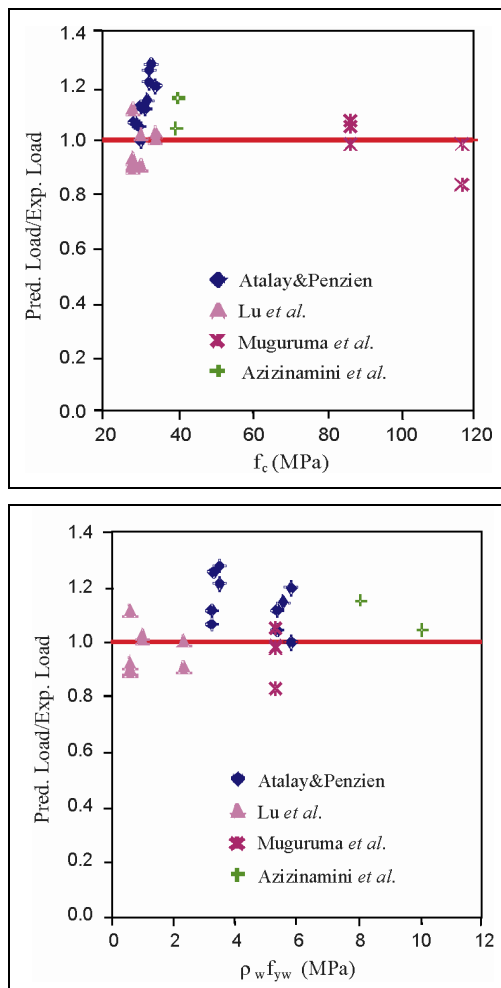 1.4
1.2
1.0
0.8
0.6
0.4
0.2
0.0
Pred. Load/Exp. Load
Atalay&Penzien
Lu et al.
Muguruma et al.
Azizinamini et al.
20 40 60 80 100 120
f_c (MPa)
1.4
1.2
1.0
0.8
0.6
0.4
0.2
0.0
Pred. Load/Exp. Load
Atalay&Penzien
Lu et al.
Muguruma et al.
Azizinamini et al.
0 2 4 6 8 10 12
ρ_w f_yw (MPa)